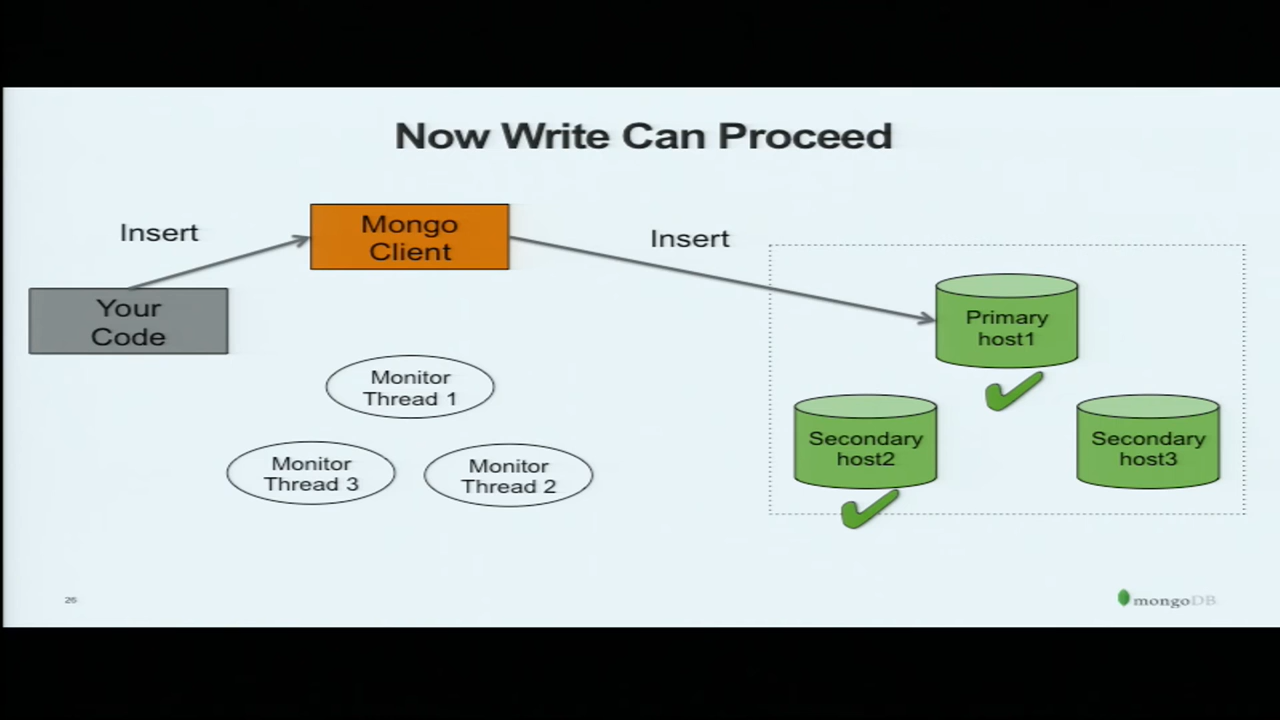 Now Write Can Proceed
Insert
Mongo
Client
Insert
Your
Code
Primary
host1
Monitor
Thread 1
Secondary
host2
Secondary
host3
Monitor
Thread 3
Monitor
Thread 2
26
mongoDB